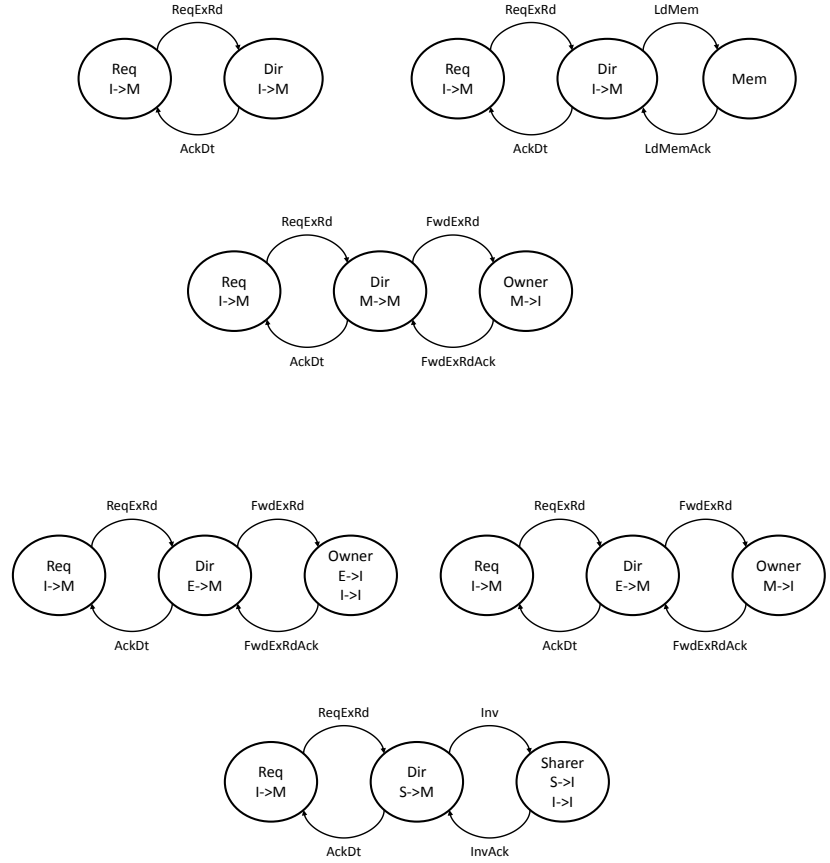 ReqExRd
Req
I->M
Dir
I->M
AckDt
ReqExRd
LdMem
Req
I->M
Dir
I->M
Mem
AckDt
LdMemAck
ReqExRd
FwdExRd
Req
I->M
Dir
M->M
Owner
M->I
AckDt
FwdExRdAck
ReqExRd
FwdExRd
Req
I->M
Dir
E->M
Owner
E->I
I->I
AckDt
FwdExRdAck
ReqExRd
FwdExRd
Req
I->M
Dir
E->M
Owner
M->I
AckDt
FwdExRdAck
ReqExRd
Inv
Req
I->M
Dir
S->M
Sharer
S->I
I->I
AckDt
InvAck